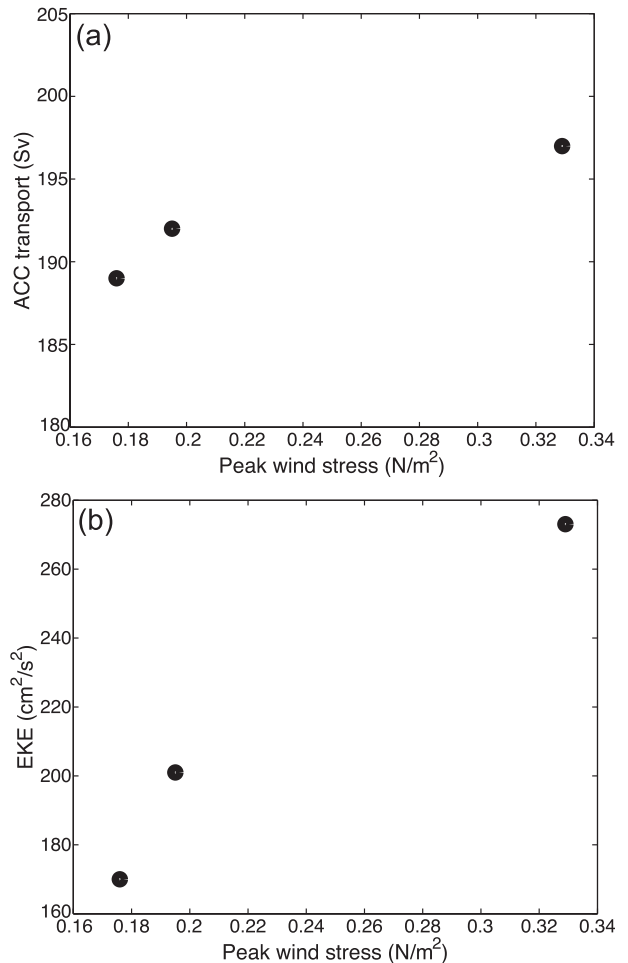 (a)
205
200
195
190
185
180
ACC transport (Sv)
0.16 0.18 0.2 0.22 0.24 0.26 0.28 0.3 0.32 0.34
Peak wind stress (N/m²)
(b)
280
260
240
220
200
180
160
EKE (cm²/s²)
0.16 0.18 0.2 0.22 0.24 0.26 0.28 0.3 0.32 0.34
Peak wind stress (N/m²)